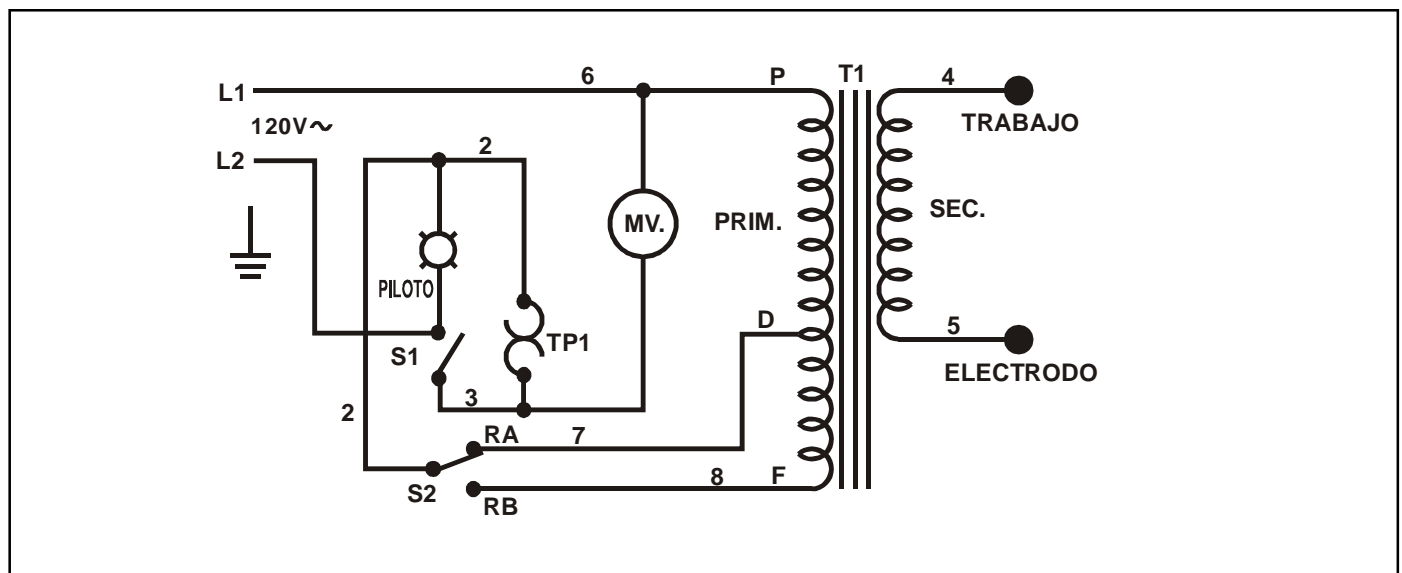 6
P
T1
4
L1
TRABAJO
120V~
2
L2
MV.
PRIM.
SEC.
PILOTO
D
5
S1
TP1
ELECTRODO
3
2
RA
7
S2
8
F
RB